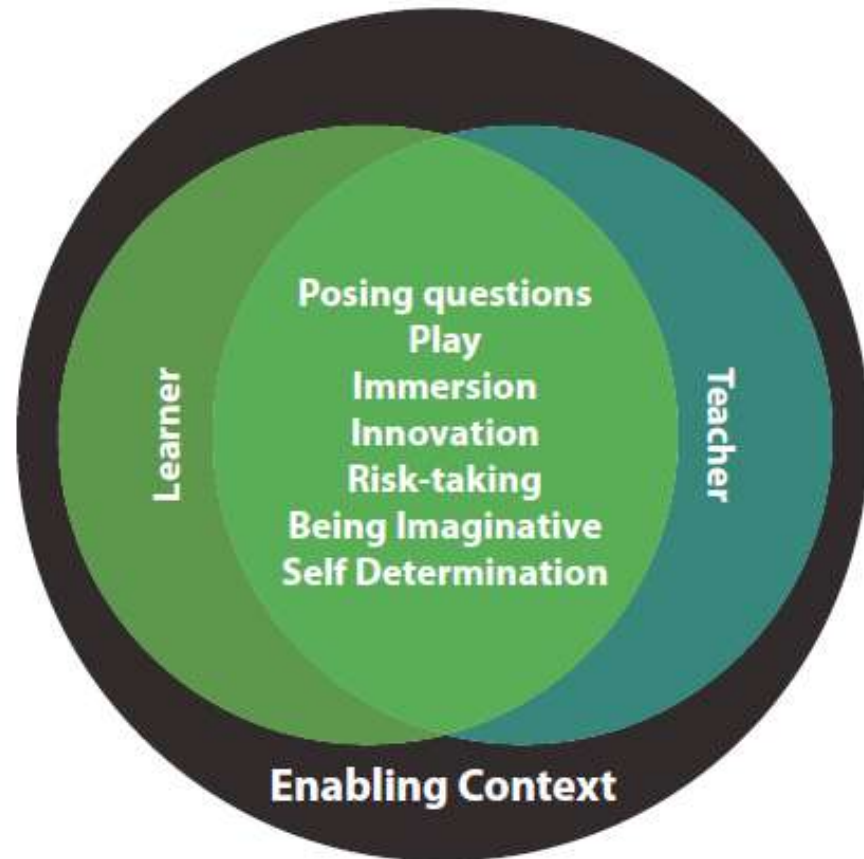 Posing questions
Play
Immersion
Innovation
Risk-taking
Being Imaginative
Self Determination
Learner
Teacher
Enabling Context